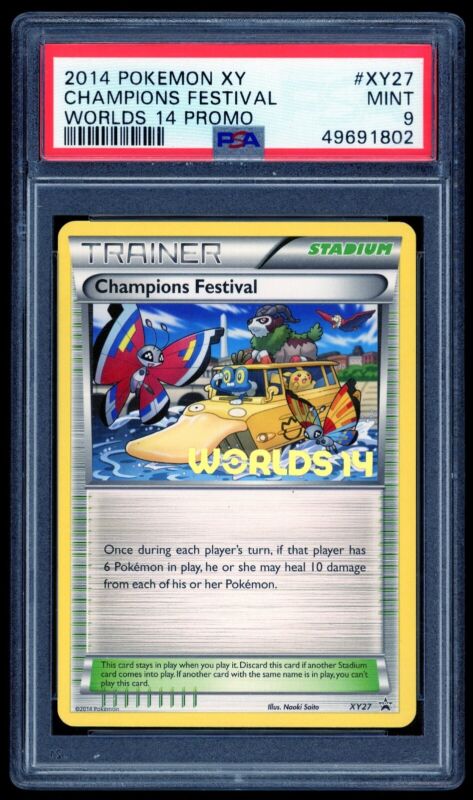 2014 POKEMON XY #XY27
CHAMPIONS FESTIVAL MINT
WORLDS 14 PROMO 9
PSA 49691802
TRAINER STADIUM
Champions Festival
WORLDS 14
Once during each player's turn, if that player has
6 Pokémon in play, he or she may heal 10 damage
from each of his or her Pokémon.
This card stays in play when you play it. Discard this card if another Stadium
card comes into play. If another card with the same name is in play, you can't
play this card.
©2014 Pokémon Illus. Naoki Saito XY27